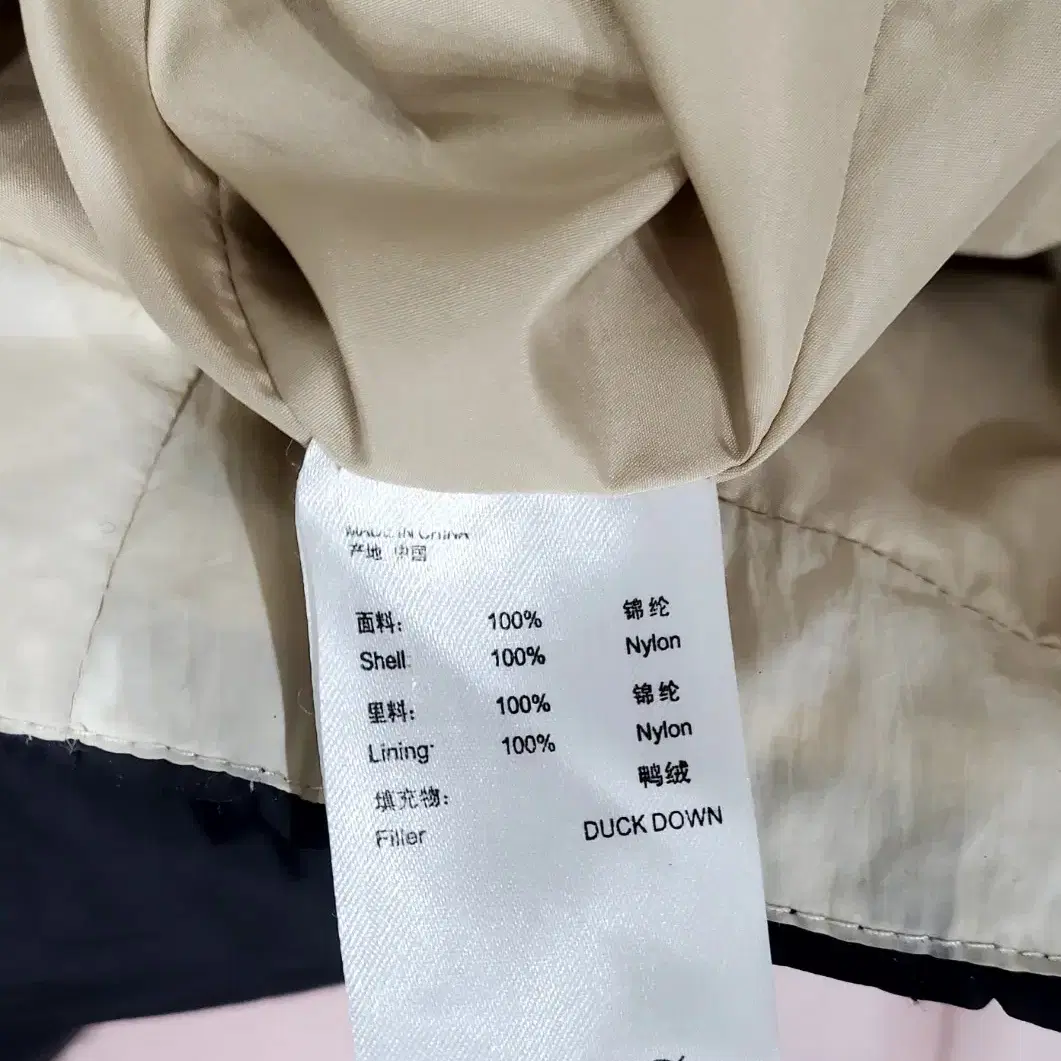 MADE IN CHINA
产地 中国
面料: 100% 锦纶
Shell: 100% Nylon
里料: 100% 锦纶
Lining: 100% Nylon
填充物: 鸭绒
Filler DUCK DOWN